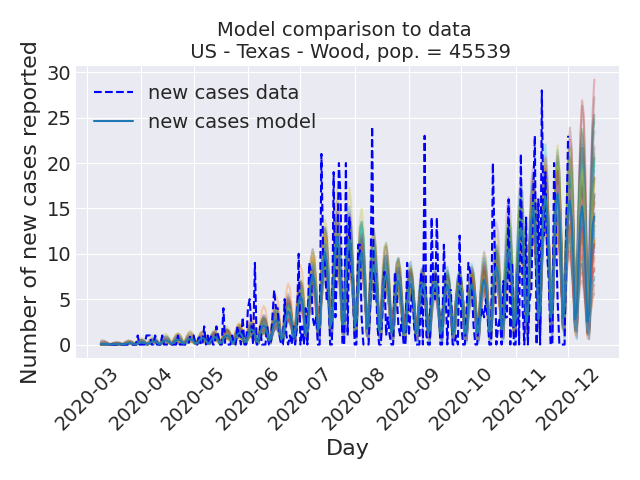 Model comparison to data
US - Texas - Wood, pop. = 45539
Number of new cases reported
30
25
20
15
10
5
0
new cases data
new cases model
2020-03
2020-04
2020-05
2020-06
2020-07
2020-08
2020-09
2020-10
2020-11
2020-12
Day